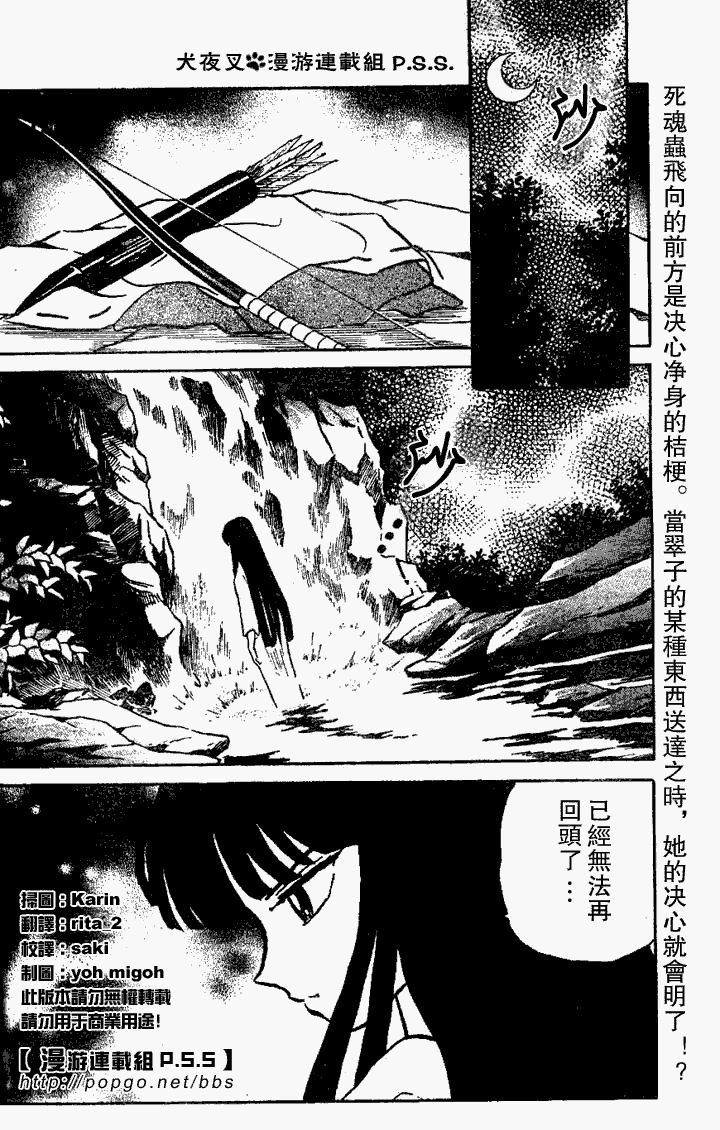 犬夜叉 漫游連載組 P.S.S.
死魂蟲飛向的前方是决心净身的桔梗。當翠子的某種東西送達之時，她的决心就會明了！？
已經無法再
回頭了…
掃圖：Karin
翻譯：rita_2
校譯：saki
制圖：yoh migoh
此版本請勿無權轉載
請勿用于商業用途!
【漫游連載組 P.S.S】
http://popgo.net/bbs